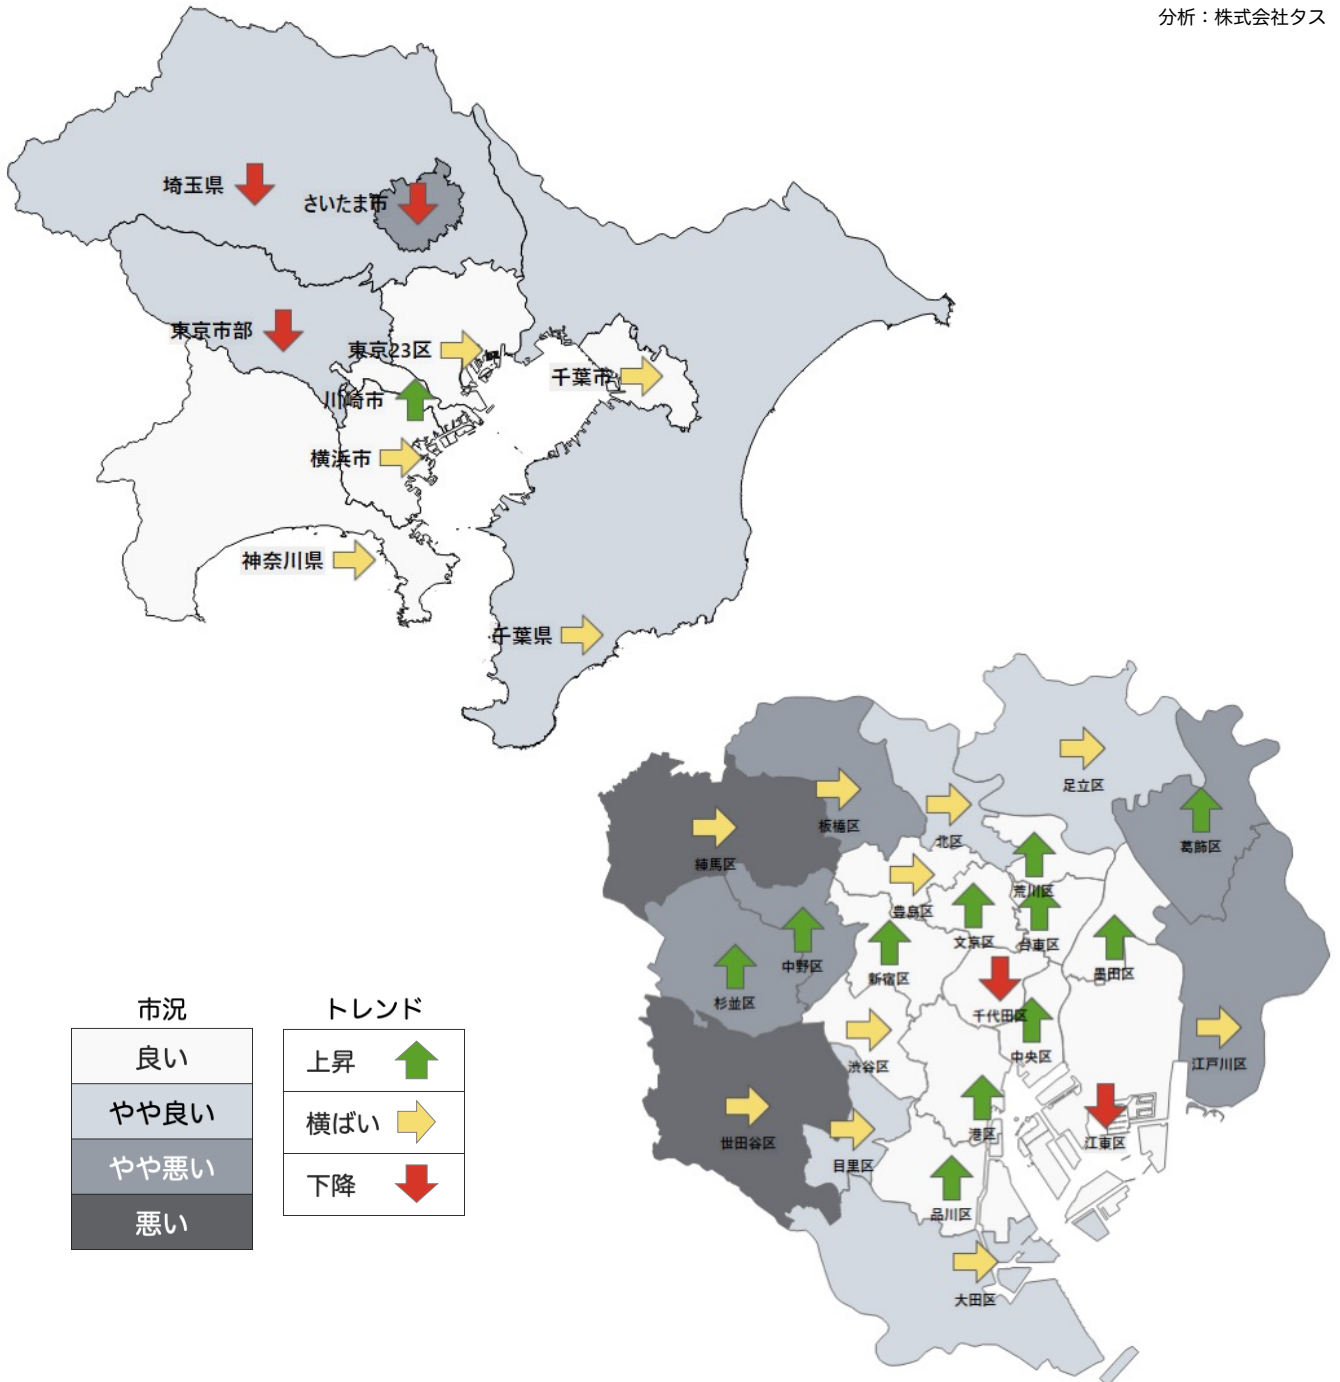 分析：株式会社タス
埼玉県
さいたま市
東京市部
東京23区
千葉市
川崎市
横浜市
神奈川県
千葉県
足立区
板橋区
北区
葛飾区
練馬区
荒川区
豊島区
文京区
台東区
中野区
新宿区
墨田区
杉並区
千代田区
中央区
渋谷区
江戸川区
世田谷区
港区
江東区
目黒区
品川区
大田区
市況
良い
やや良い
やや悪い
悪い
トレンド
上昇
横ばい
下降